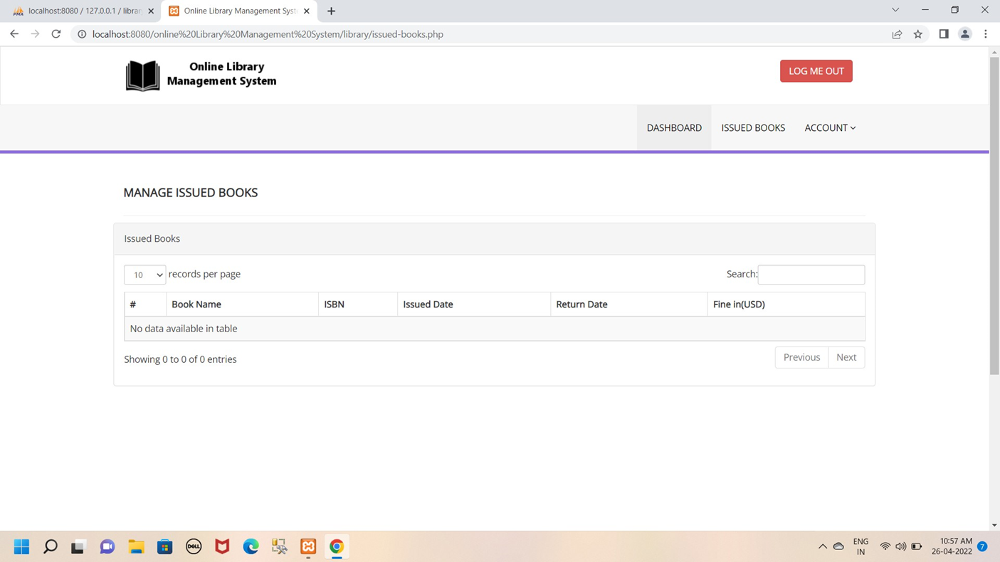 localhost:8080 / 127.0.0.1 / librar
Online Library Management Syst
localhost:8080/online%20Library%20Management%20System/library/issued-books.php
Online Library
Management System
LOG ME OUT
DASHBOARD ISSUED BOOKS ACCOUNT
MANAGE ISSUED BOOKS
Issued Books
10 records per page Search:
# Book Name ISBN Issued Date Return Date Fine in(USD)
No data available in table
Showing 0 to 0 of 0 entries Previous Next
DELL
ENG
IN
10:57 AM
26-04-2022
7